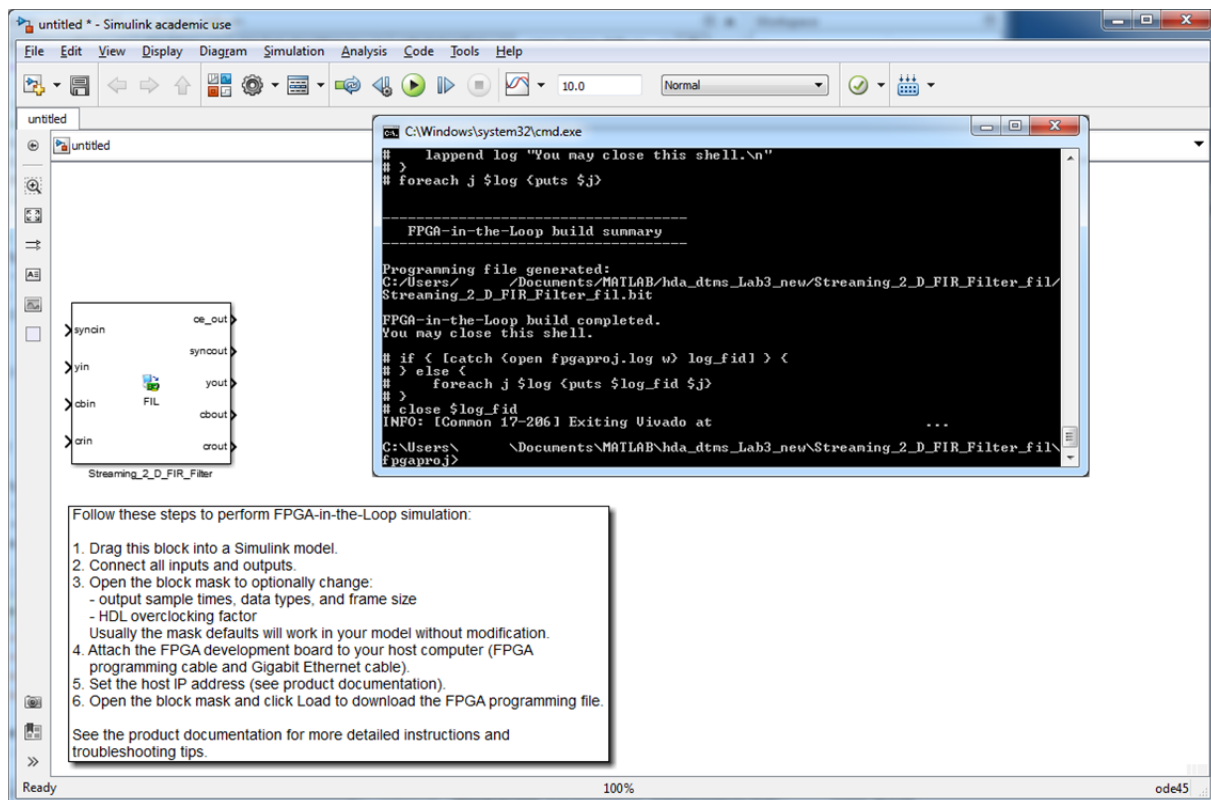 untitled * - Simulink academic use
File Edit View Display Diagram Simulation Analysis Code Tools Help
10.0 Normal
untitled
untitled
C:\Windows\system32\cmd.exe
#    lappend log "You may close this shell.\n"
# }
# foreach j $log {puts $j}
------------------------------------
FPGA-in-the-Loop build summary
------------------------------------
Programming file generated:
C:/Users/      /Documents/MATLAB/hda_dtms_Lab3_new/Streaming_2_D_FIR_Filter_fil/
Streaming_2_D_FIR_Filter_fil.bit
FPGA-in-the-Loop build completed.
You may close this shell.
# if { [catch {open fpgaproj.log w} log_fid] } {
# } else {
#     foreach j $log {puts $log_fid $j}
# }
# close $log_fid
INFO: [Common 17-206] Exiting Vivado at                    ...
C:\Users\      \Documents\MATLAB\hda_dtms_Lab3_new\Streaming_2_D_FIR_Filter_fil\
fpgaproj>
syncin ce_out
syncout
yin yout
cbin FIL cbout
crin crout
Streaming_2_D_FIR_Filter
Follow these steps to perform FPGA-in-the-Loop simulation:
1. Drag this block into a Simulink model.
2. Connect all inputs and outputs.
3. Open the block mask to optionally change:
- output sample times, data types, and frame size
- HDL overclocking factor
Usually the mask defaults will work in your model without modification.
4. Attach the FPGA development board to your host computer (FPGA
programming cable and Gigabit Ethernet cable).
5. Set the host IP address (see product documentation).
6. Open the block mask and click Load to download the FPGA programming file.
See the product documentation for more detailed instructions and
troubleshooting tips.
Ready 100% ode45